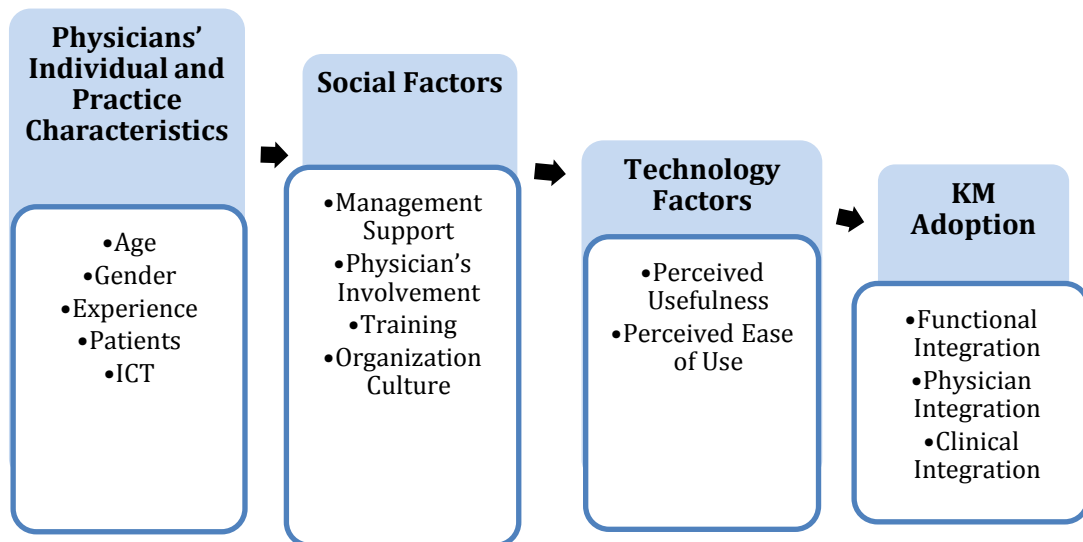 Physicians’
Individual and
Practice
Characteristics
•Age
•Gender
•Experience
•Patients
•ICT
Social Factors
•Management
Support
•Physician’s
Involvement
•Training
•Organization
Culture
Technology
Factors
•Perceived
Usefulness
•Perceived Ease
of Use
KM
Adoption
•Functional
Integration
•Physician
Integration
•Clinical
Integration